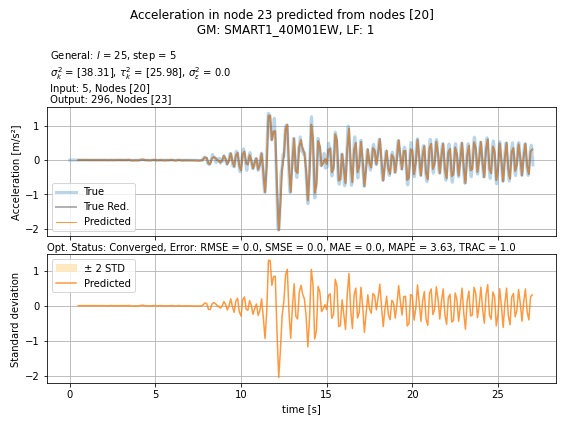 Acceleration in node 23 predicted from nodes [20]
GM: SMART1_40M01EW, LF: 1
General: l = 25, step = 5
σ²_k = [38.31], τ²_k = [25.98], σ²_ε = 0.0
Input: 5, Nodes [20]
Output: 296, Nodes [23]
Acceleration [m/s²]
1
0
−1
−2
True
True Red.
Predicted
Opt. Status: Converged, Error: RMSE = 0.0, SMSE = 0.0, MAE = 0.0, MAPE = 3.63, TRAC = 1.0
Standard deviation
1
0
−1
−2
± 2 STD
Predicted
0 5 10 15 20 25
time [s]